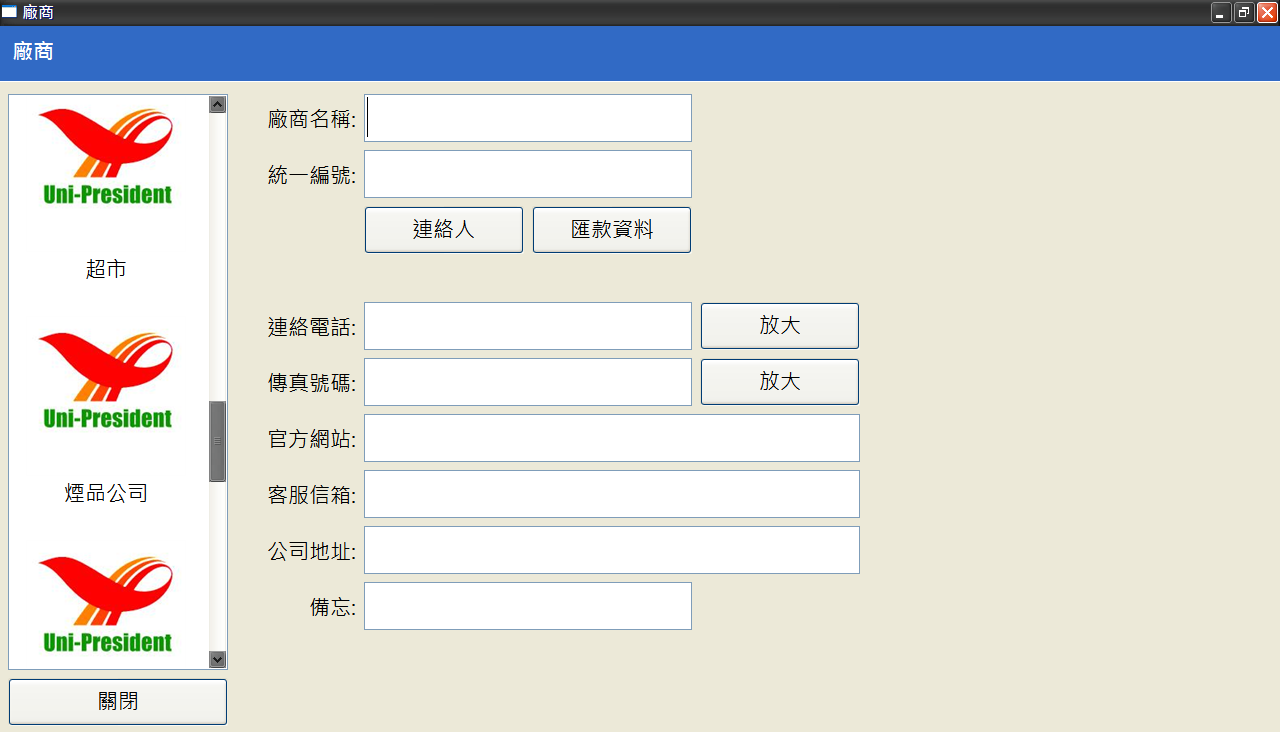 廠商
廠商
Uni-President
超市
Uni-President
煙品公司
Uni-President
關閉
廠商名稱:
統一編號:
連絡人 匯款資料
連絡電話: 放大
傳真號碼: 放大
官方網站:
客服信箱:
公司地址:
備忘: